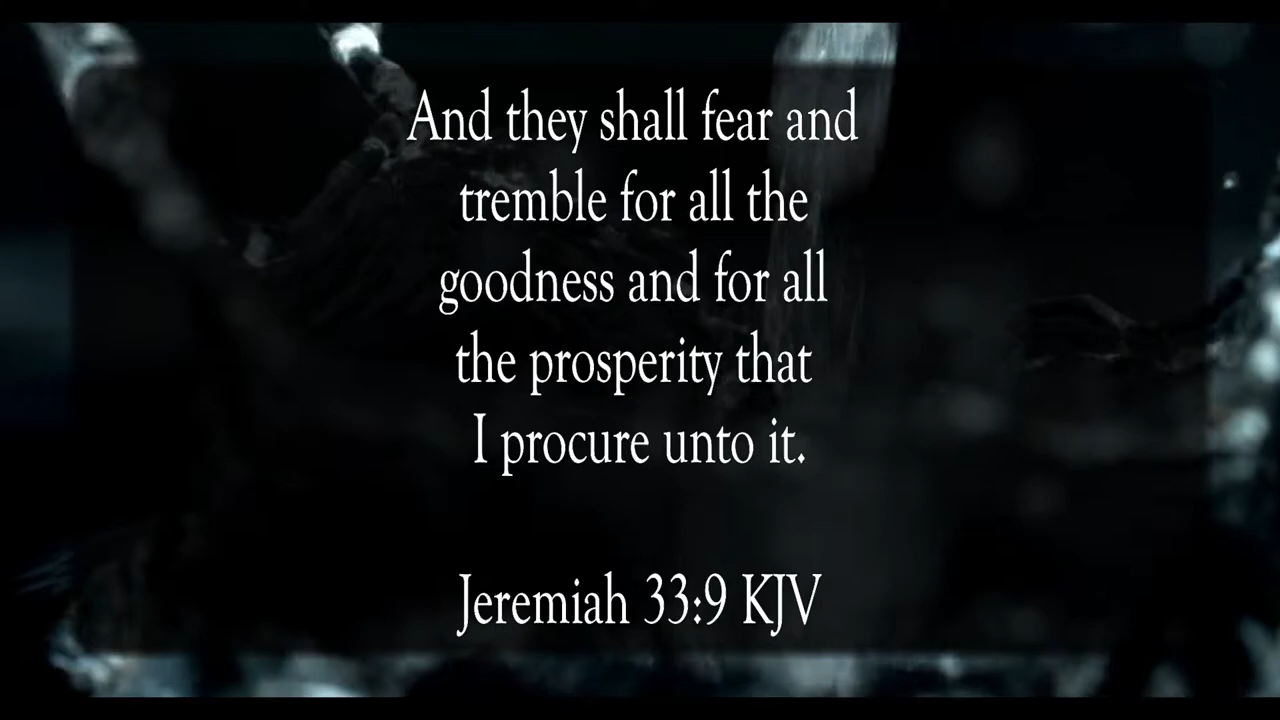 And they shall fear and
tremble for all the
goodness and for all
the prosperity that
I procure unto it.
Jeremiah 33:9 KJV